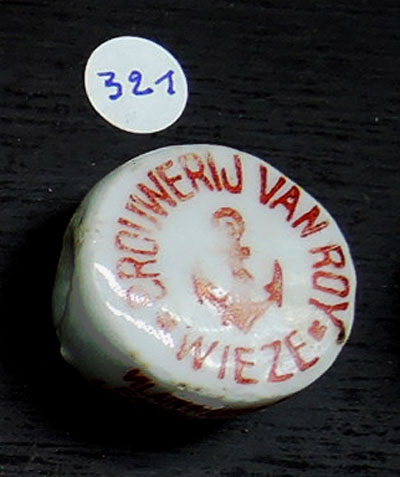 321
BROUWERIJ VAN ROY
* WIEZE *